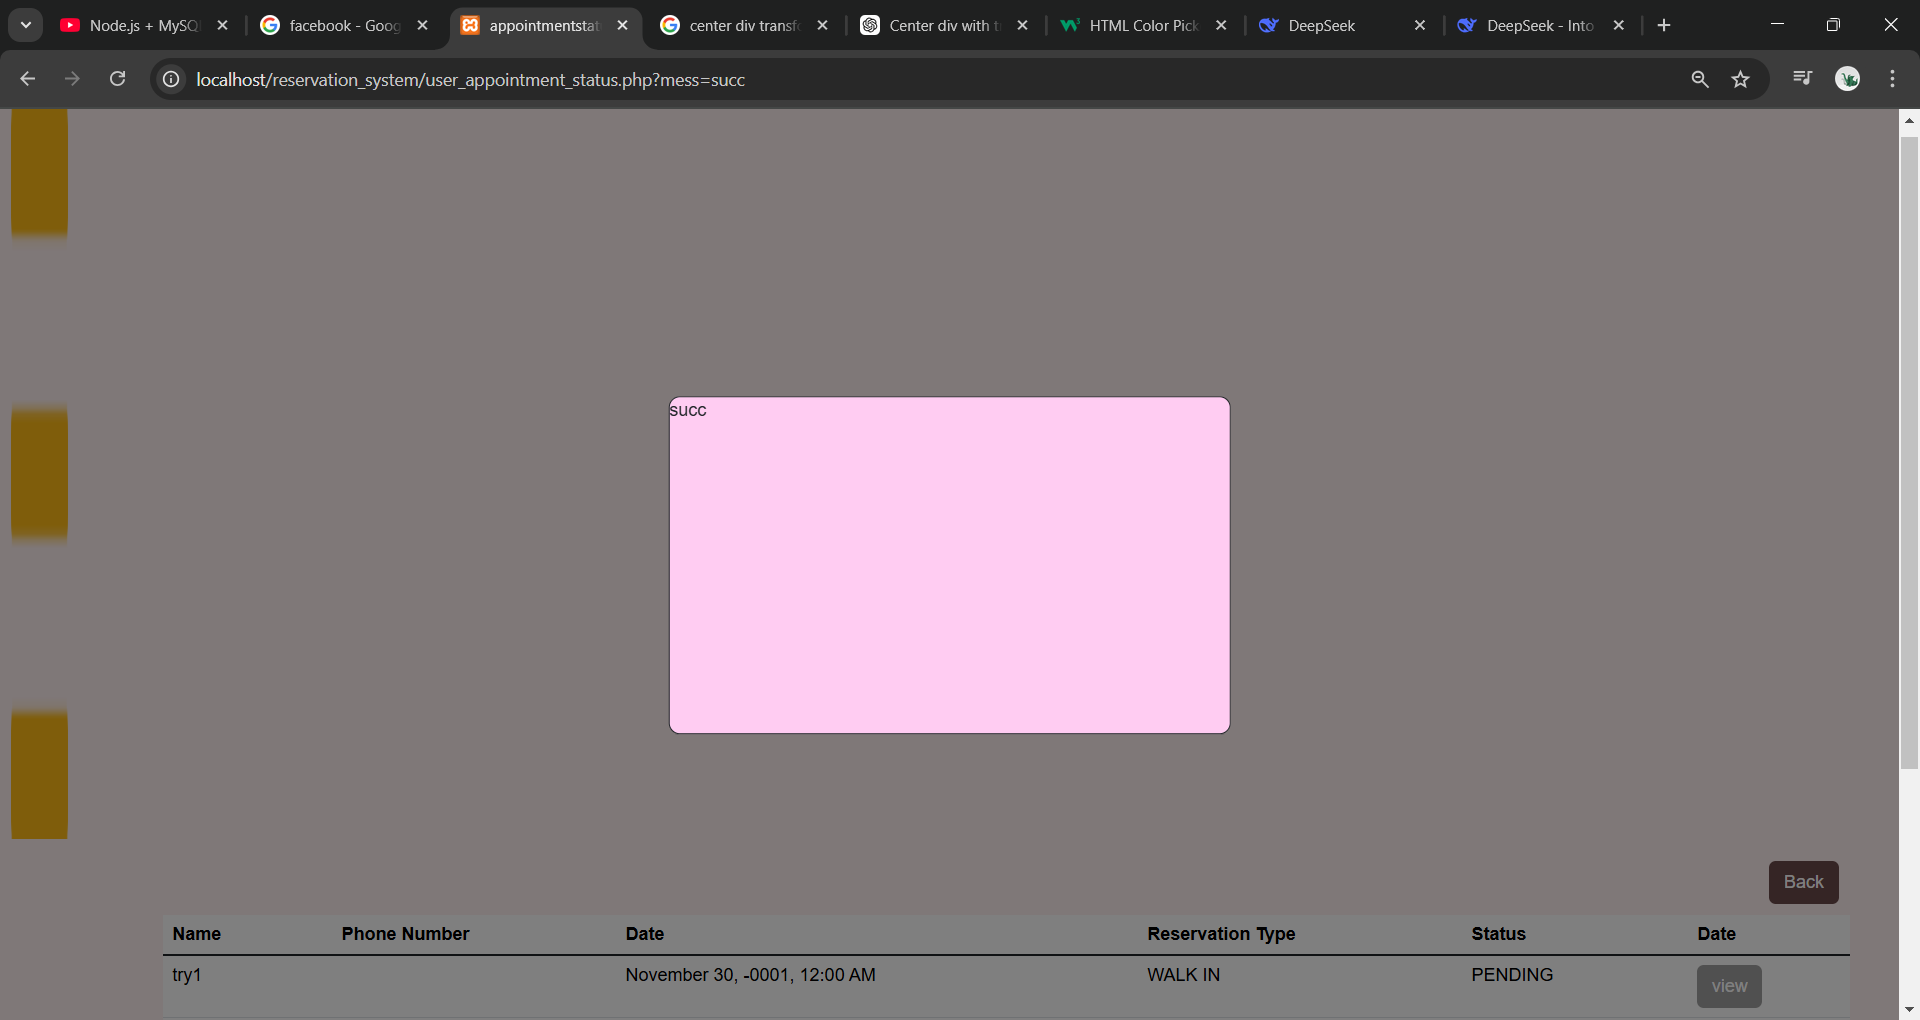 Node.js + MySQ
facebook - Goog
appointmentstat
center div transfo
Center div with t
HTML Color Pick
DeepSeek
DeepSeek - Into
localhost/reservation_system/user_appointment_status.php?mess=succ
succ
Back
Name Phone Number Date Reservation Type Status Date
try1 November 30, -0001, 12:00 AM WALK IN PENDING view